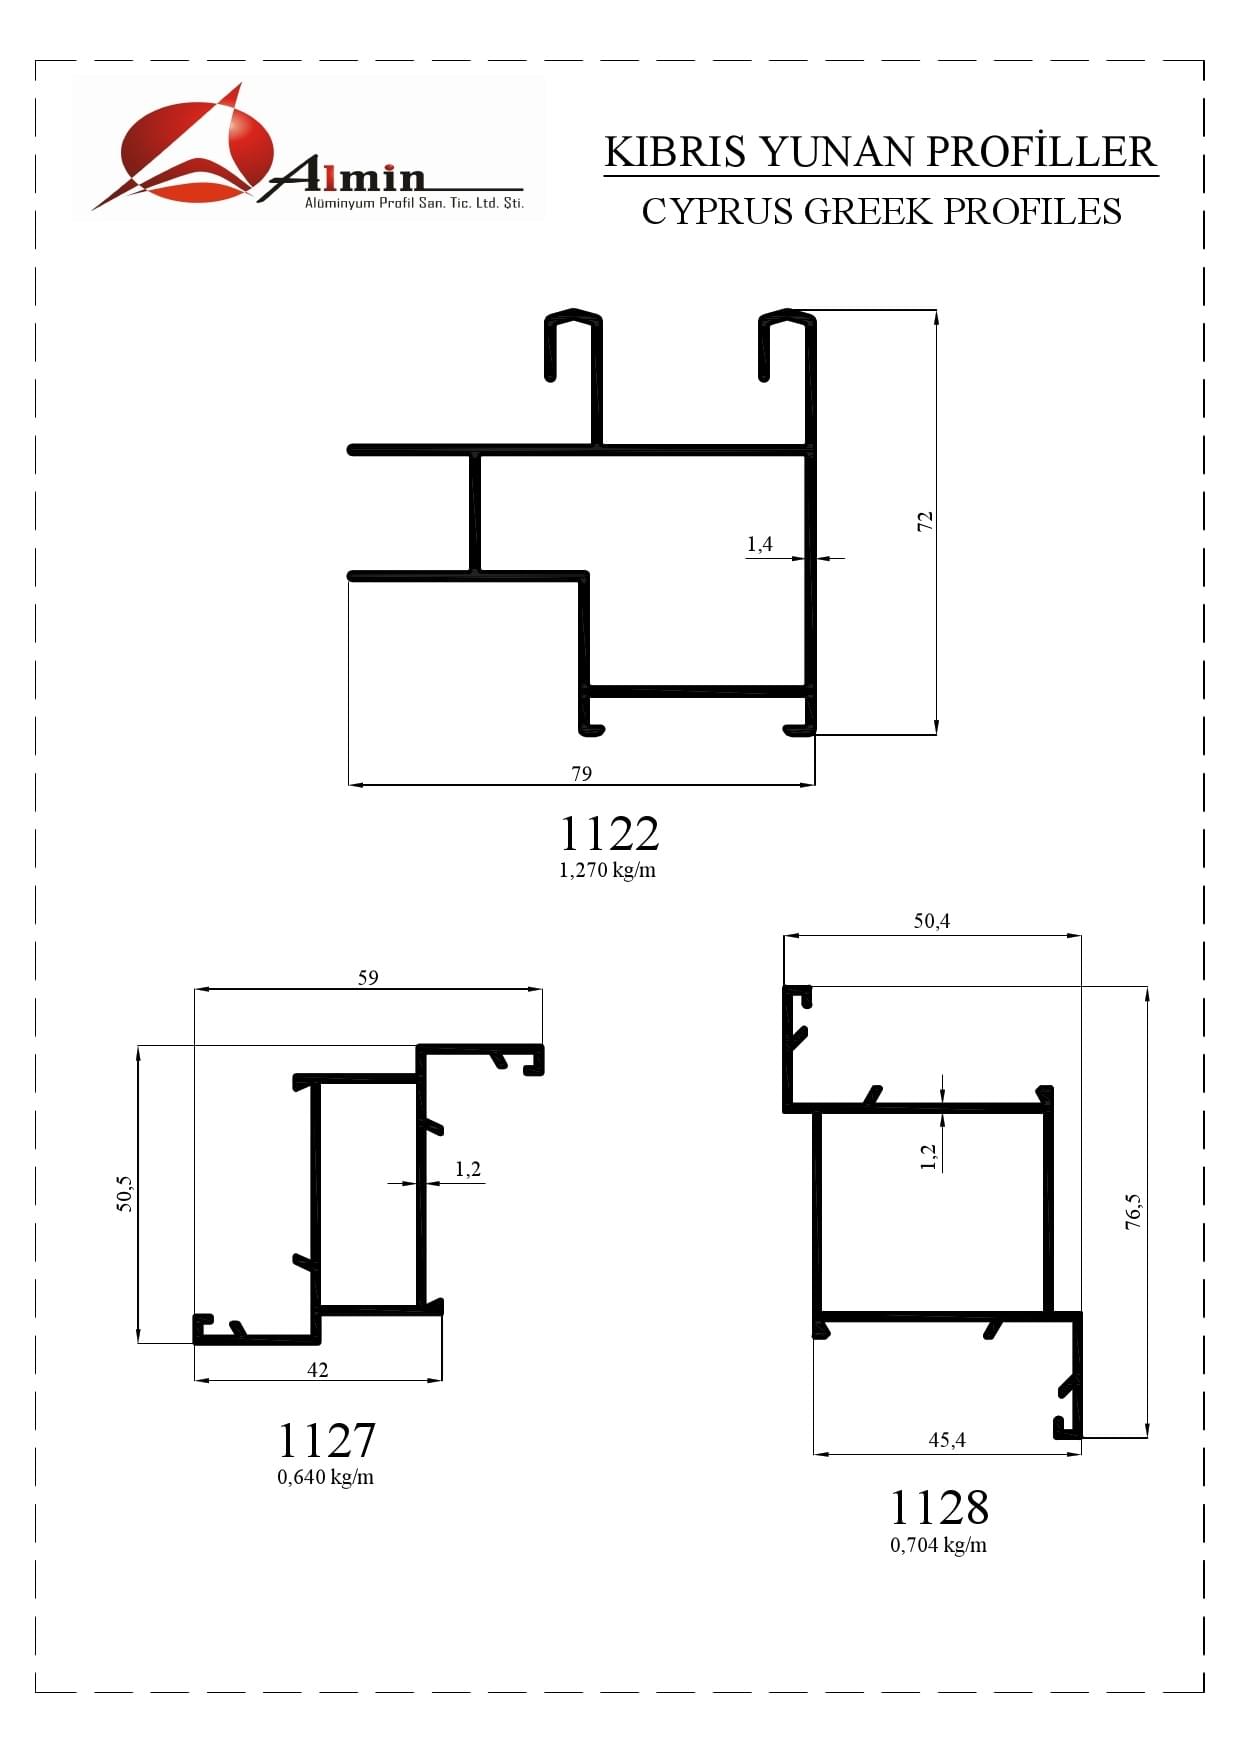 Almin
Alüminyum Profil San. Tic. Ltd. Şti.
KIBRIS YUNAN PROFİLLER
CYPRUS GREEK PROFILES
72
1,4
79
1122
1,270 kg/m
50,4
59
50,5
1,2
1,2
76,5
42
45,4
1127
0,640 kg/m
1128
0,704 kg/m